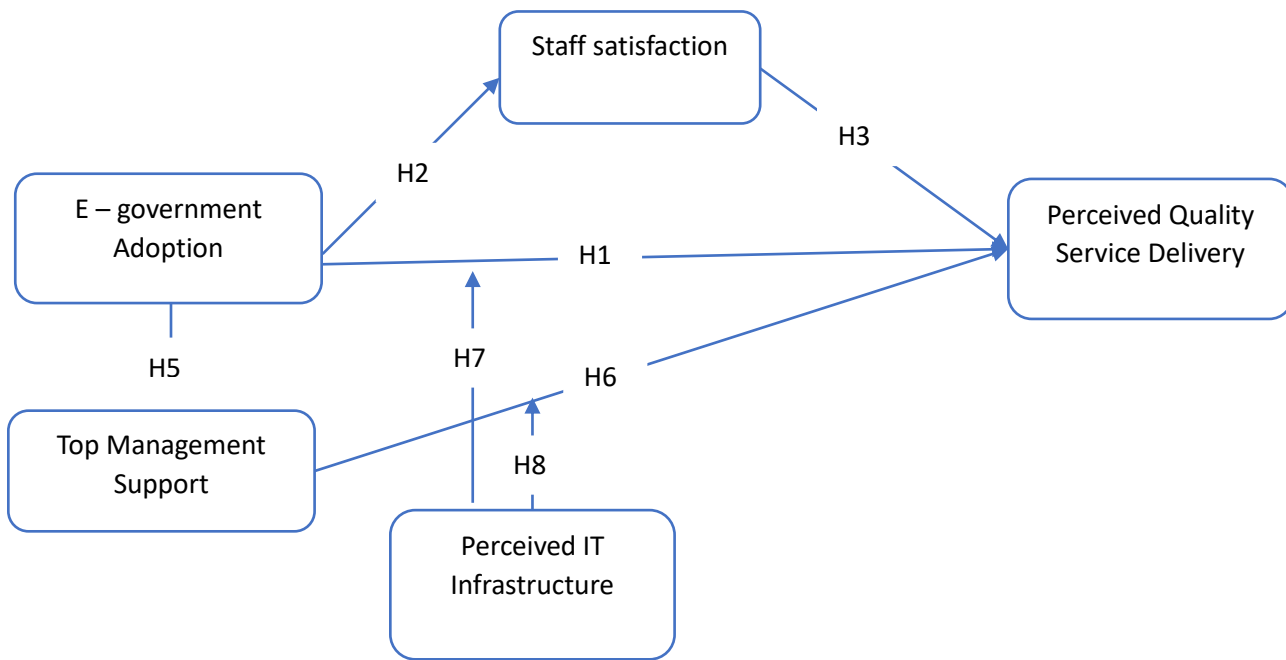 Staff satisfaction
H3
H2
E – government
Adoption
Perceived Quality
Service Delivery
H1
H5
H7
H6
Top Management
Support
H8
Perceived IT
Infrastructure